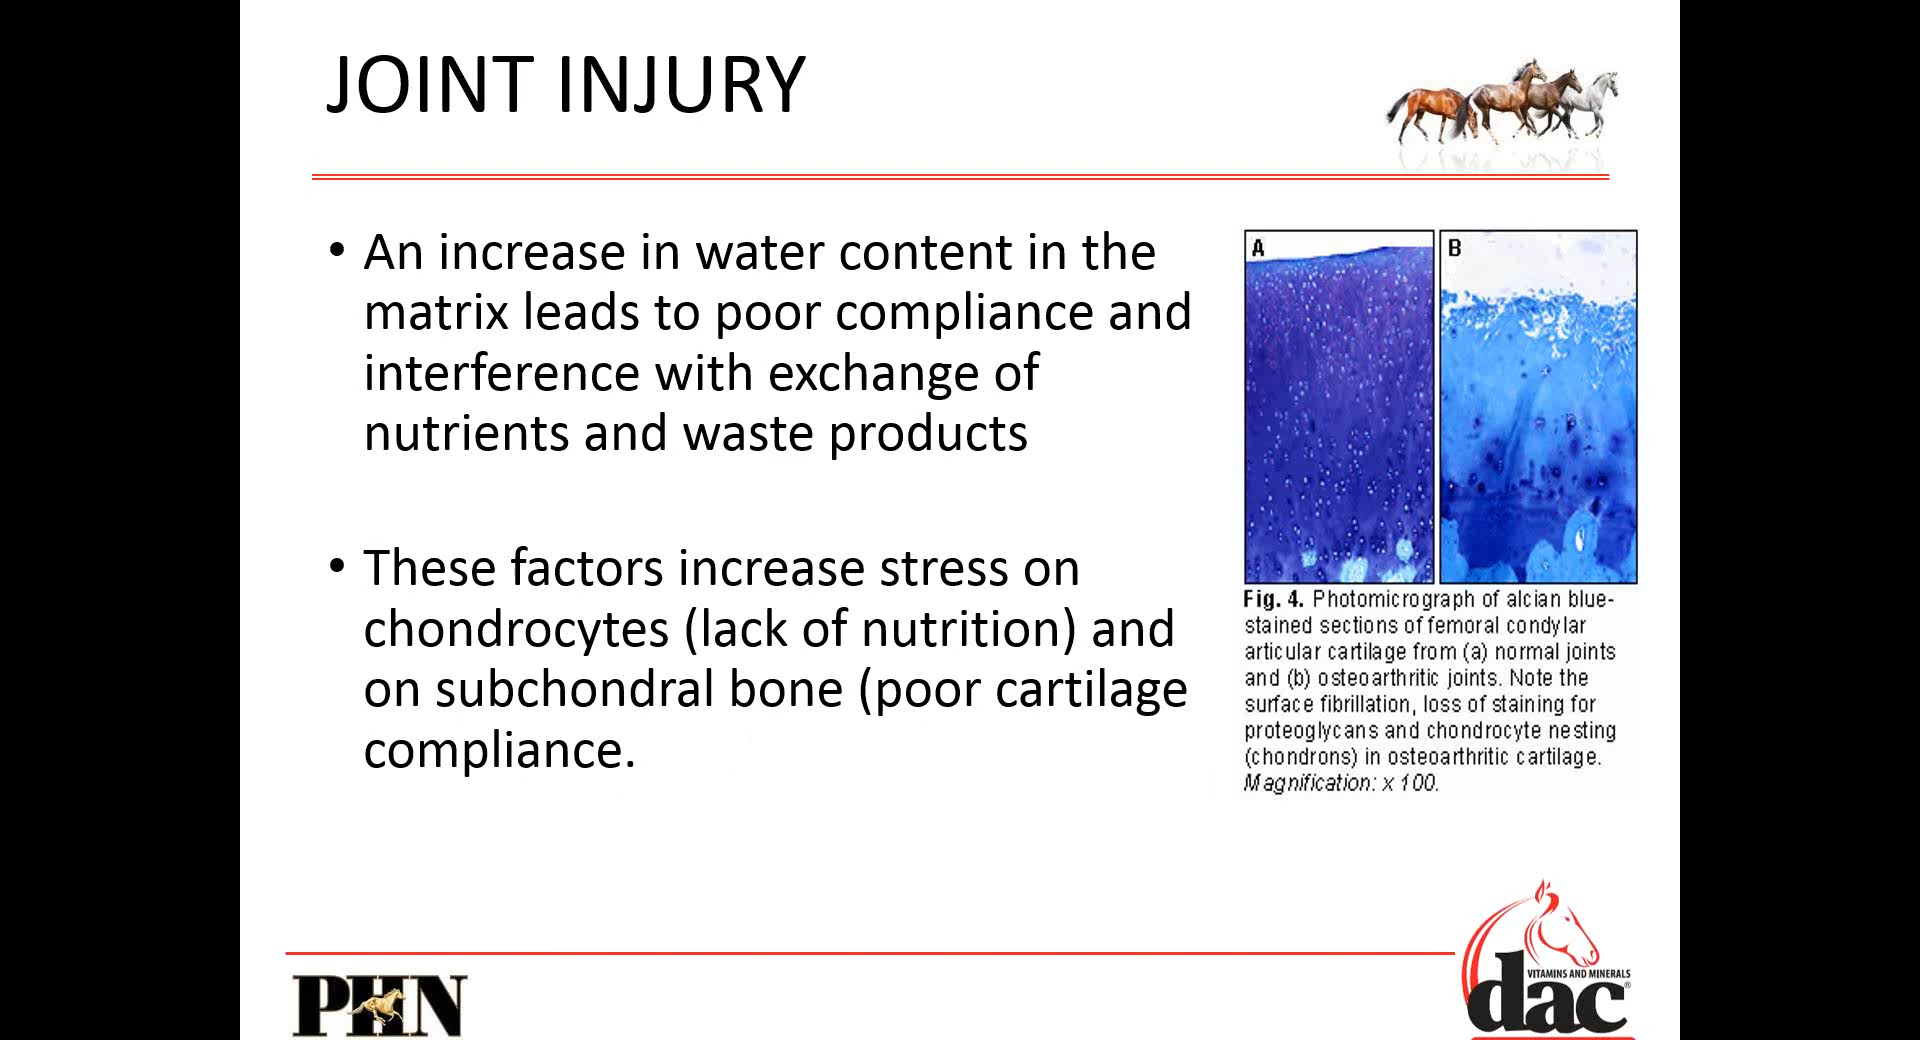 JOINT INJURY
• An increase in water content in the
matrix leads to poor compliance and
interference with exchange of
nutrients and waste products
• These factors increase stress on
chondrocytes (lack of nutrition) and
on subchondral bone (poor cartilage
compliance.
A
B
Fig. 4. Photomicrograph of alcian blue-
stained sections of femoral condylar
articular cartilage from (a) normal joints
and (b) osteoarthritic joints. Note the
surface fibrillation, loss of staining for
proteoglycans and chondrocyte nesting
(chondrons) in osteoarthritic cartilage.
Magnification: x 100.
PHN
VITAMINS AND MINERALS
dac®